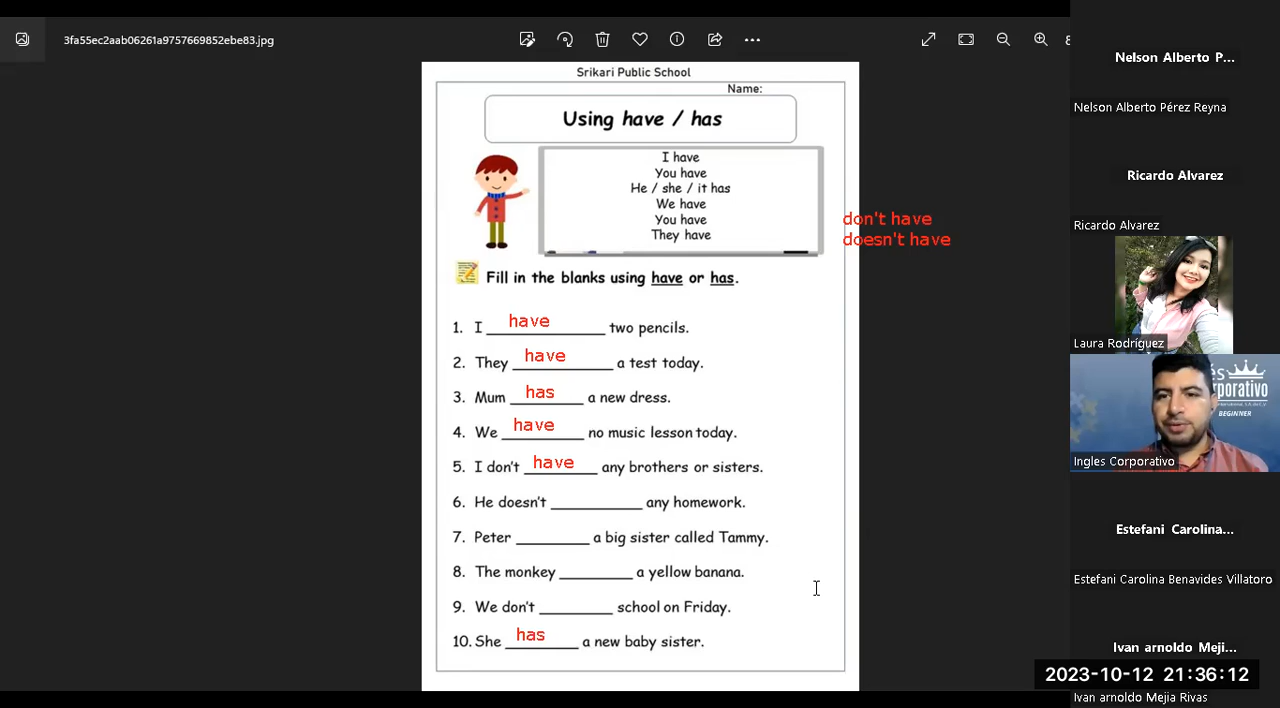 3fa55ec2aab06261a9757669852ebe83.jpg
Srikari Public School
Name:
Using have / has
I have
You have
He / she / it has
We have
You have
They have
don't have
doesn't have
Fill in the blanks using have or has.
1. I have two pencils.
2. They have a test today.
3. Mum has a new dress.
4. We have no music lesson today.
5. I don't have any brothers or sisters.
6. He doesn't __________ any homework.
7. Peter ________ a big sister called Tammy.
8. The monkey ________ a yellow banana.
9. We don't ________ school on Friday.
10. She has a new baby sister.
Nelson Alberto P...
Nelson Alberto Pérez Reyna
Ricardo Alvarez
Ricardo Alvarez
Laura Rodríguez
BEGINNER
Ingles Corporativo
Estefani Carolina...
Estefani Carolina Benavides Villatoro
Ivan arnoldo Meji...
2023-10-12 21:36:12
Ivan arnoldo Mejia Rivas